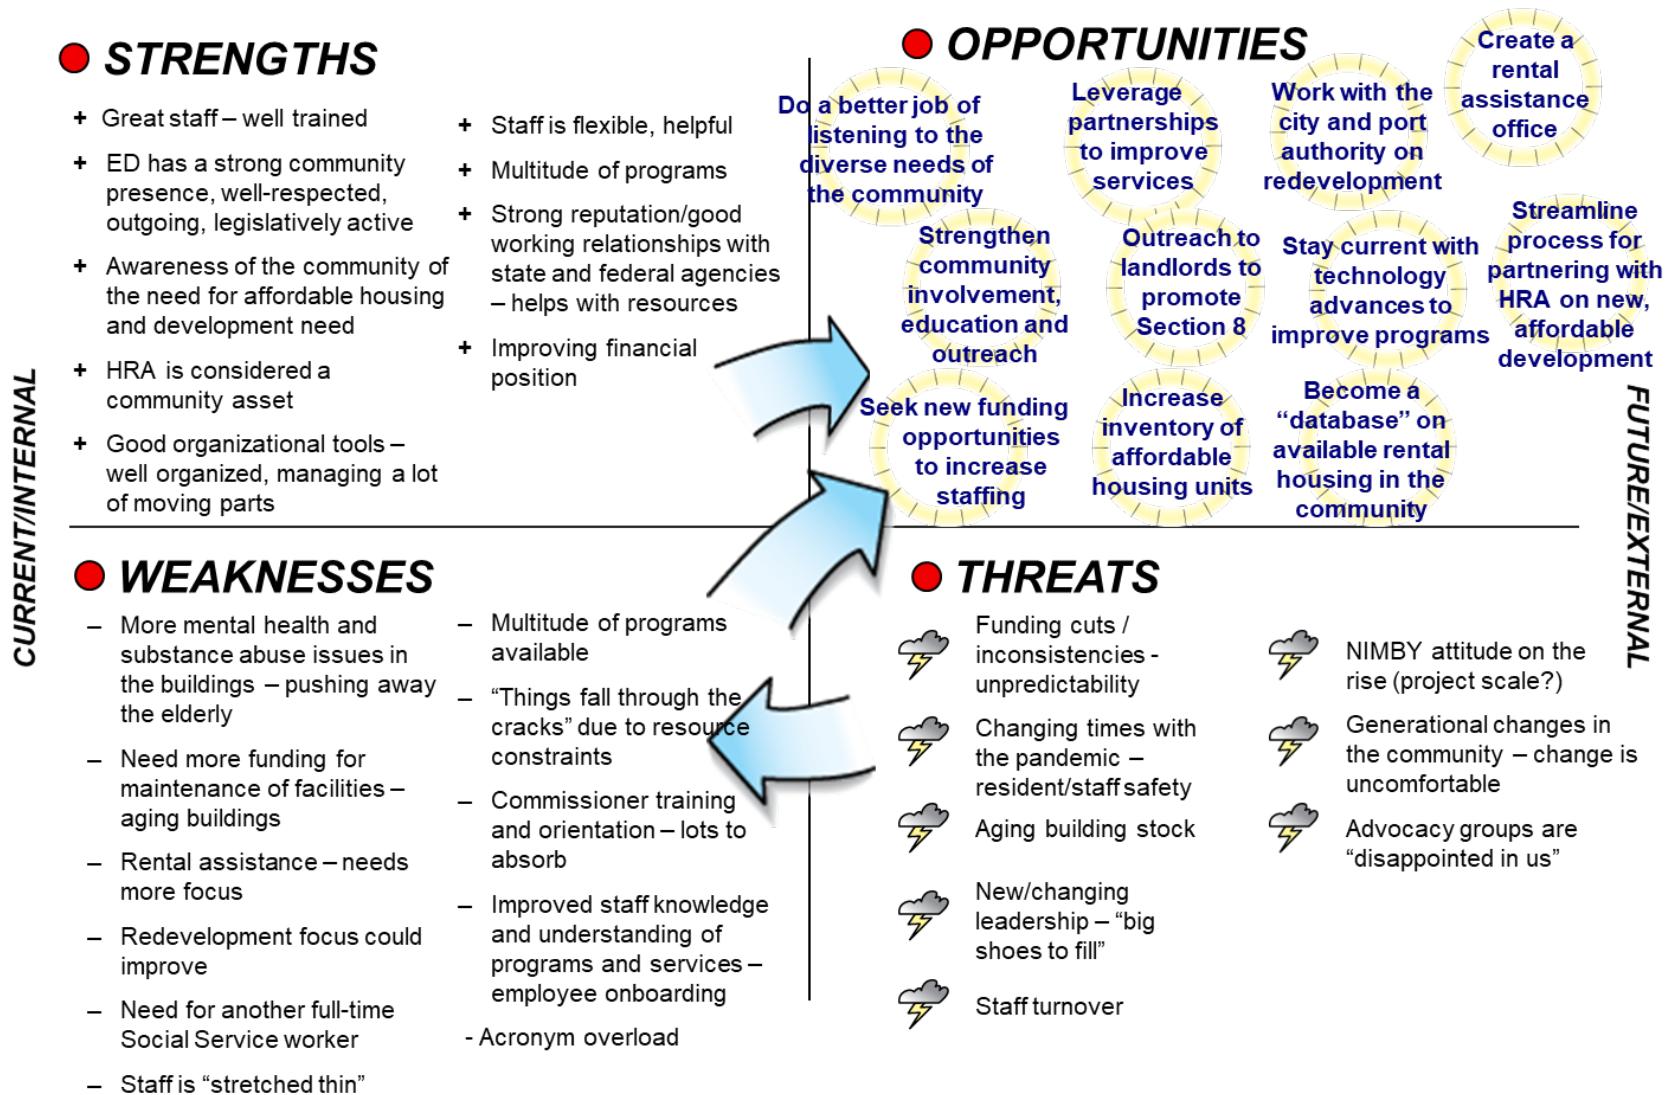 STRENGTHS
+ Great staff – well trained
+ ED has a strong community
presence, well-respected,
outgoing, legislatively active
+ Awareness of the community of
the need for affordable housing
and development need
+ HRA is considered a
community asset
+ Good organizational tools –
well organized, managing a lot
of moving parts
+ Staff is flexible, helpful
+ Multitude of programs
+ Strong reputation/good
working relationships with
state and federal agencies
– helps with resources
+ Improving financial
position
OPPORTUNITIES
Do a better job of
listening to the
diverse needs of
the community
Leverage
partnerships
to improve
services
Work with the
city and port
authority on
redevelopment
Create a
rental
assistance
office
Strengthen
community
involvement,
education and
outreach
Outreach to
landlords to
promote
Section 8
Stay current with
technology
advances to
improve programs
Streamline
process for
partnering with
HRA on new,
affordable
development
Seek new funding
opportunities
to increase
staffing
Increase
inventory of
affordable
housing units
Become a
“database” on
available rental
housing in the
community
CURRENT/INTERNAL
FUTURE/EXTERNAL
WEAKNESSES
– More mental health and
substance abuse issues in
the buildings – pushing away
the elderly
– Need more funding for
maintenance of facilities –
aging buildings
– Rental assistance – needs
more focus
– Redevelopment focus could
improve
– Need for another full-time
Social Service worker
– Staff is “stretched thin”
– Multitude of programs
available
– “Things fall through the
cracks” due to resource
constraints
– Commissioner training
and orientation – lots to
absorb
– Improved staff knowledge
and understanding of
programs and services –
employee onboarding
- Acronym overload
THREATS
Funding cuts /
inconsistencies -
unpredictability
Changing times with
the pandemic –
resident/staff safety
Aging building stock
New/changing
leadership – “big
shoes to fill”
Staff turnover
NIMBY attitude on the
rise (project scale?)
Generational changes in
the community – change is
uncomfortable
Advocacy groups are
“disappointed in us”